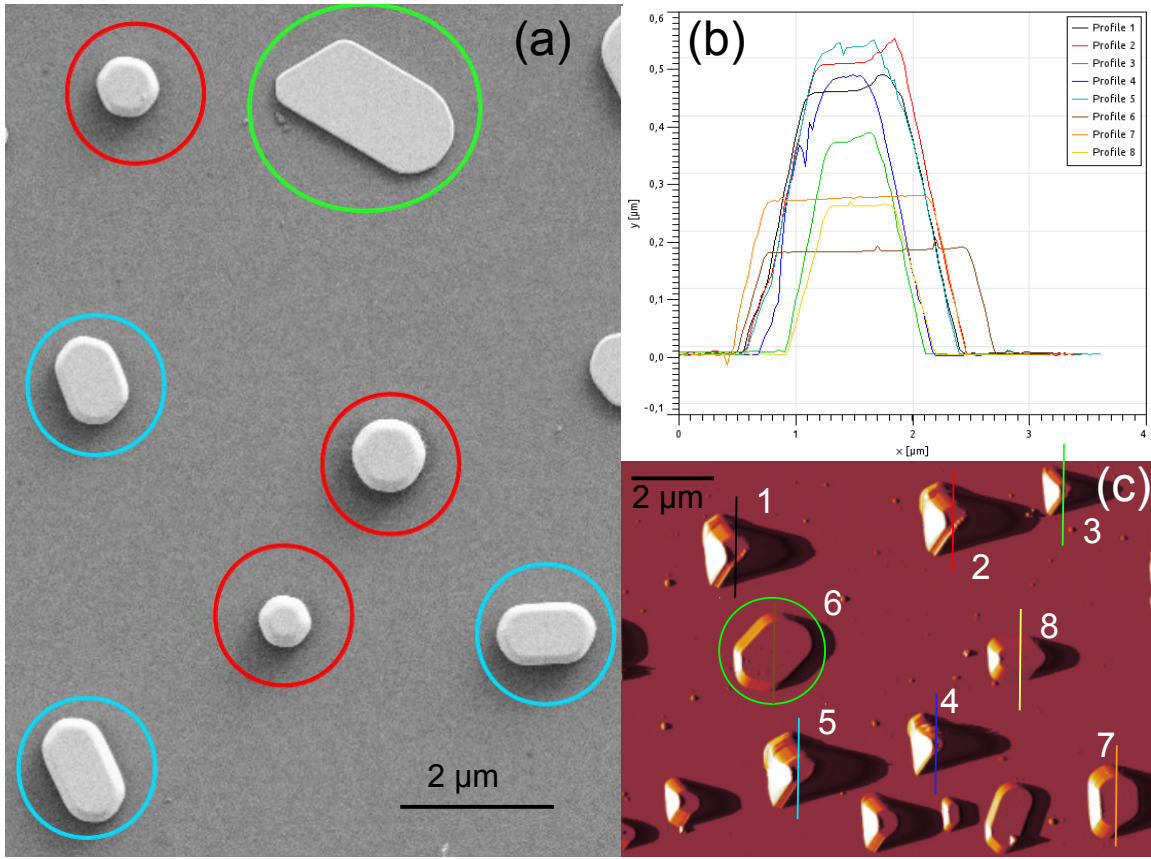 (a)
2 µm
(b)
0,6
0,5
0,4
0,3
0,2
0,1
0,0
-0,1
y [µm]
0
1
2
3
4
x [µm]
Profile 1
Profile 2
Profile 3
Profile 4
Profile 5
Profile 6
Profile 7
Profile 8
(c)
2 µm
1
2
3
6
8
4
5
7